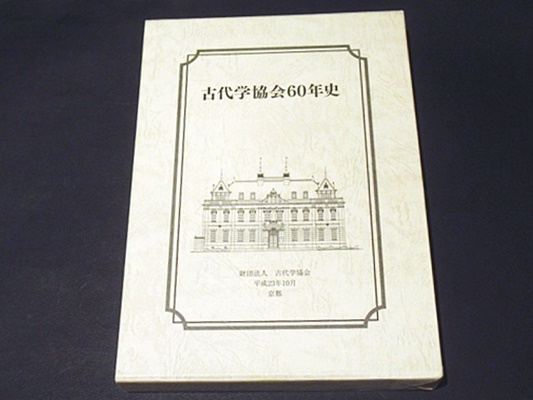 古代学協会60年史
財団法人 古代学協会
平成23年10月
京都